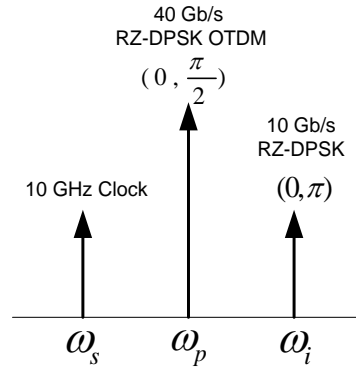 40 Gb/s
RZ-DPSK OTDM
(0, π/2)
10 Gb/s
RZ-DPSK
10 GHz Clock
(0,π)
ω_s
ω_p
ω_i